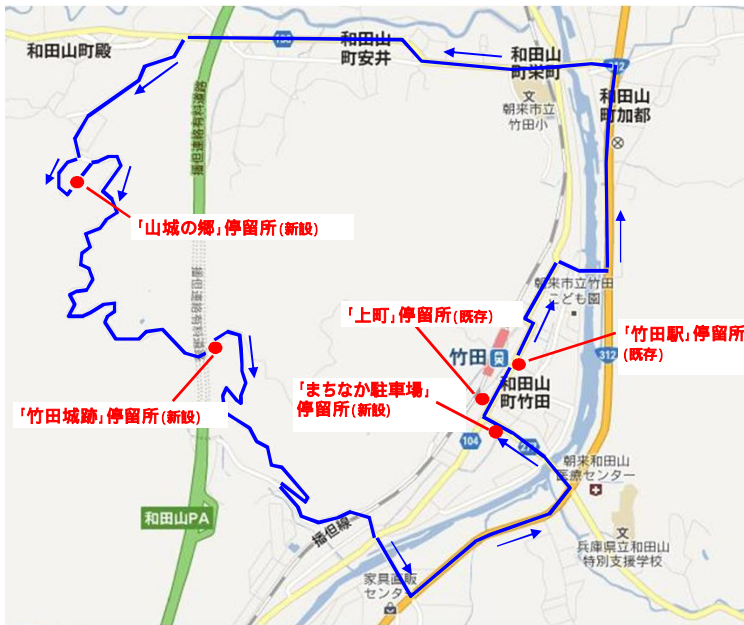 和田山町殿
136
和田山
町安井
和田山
町栄町
312
文
朝来市立
竹田小
和田山
町加都
播但連絡有料道路
「山城の郷」停留所(新設)
播但連絡有料道路
朝来市立竹田
こども園
「上町」停留所(既存)
「竹田駅」停留所
(既存)
竹田
312
和田山
町竹田
「まちなか駐車場」
停留所(新設)
「竹田城跡」停留所(新設)
104
277
朝来和田山
医療センター
和田山PA
播但線
文
兵庫県立和田山
特別支援学校
家具直販
センター